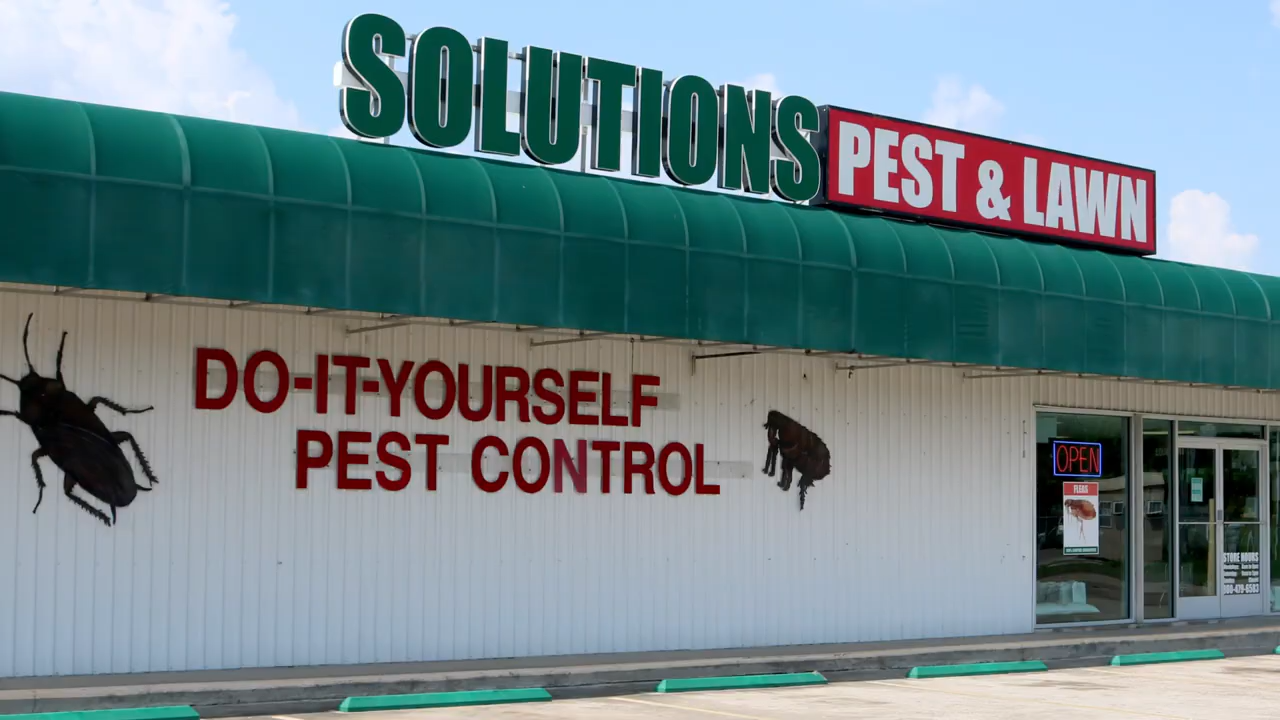 SOLUTIONS
PEST & LAWN
DO-IT-YOURSELF
PEST CONTROL
OPEN
FLEAS
STORE HOURS